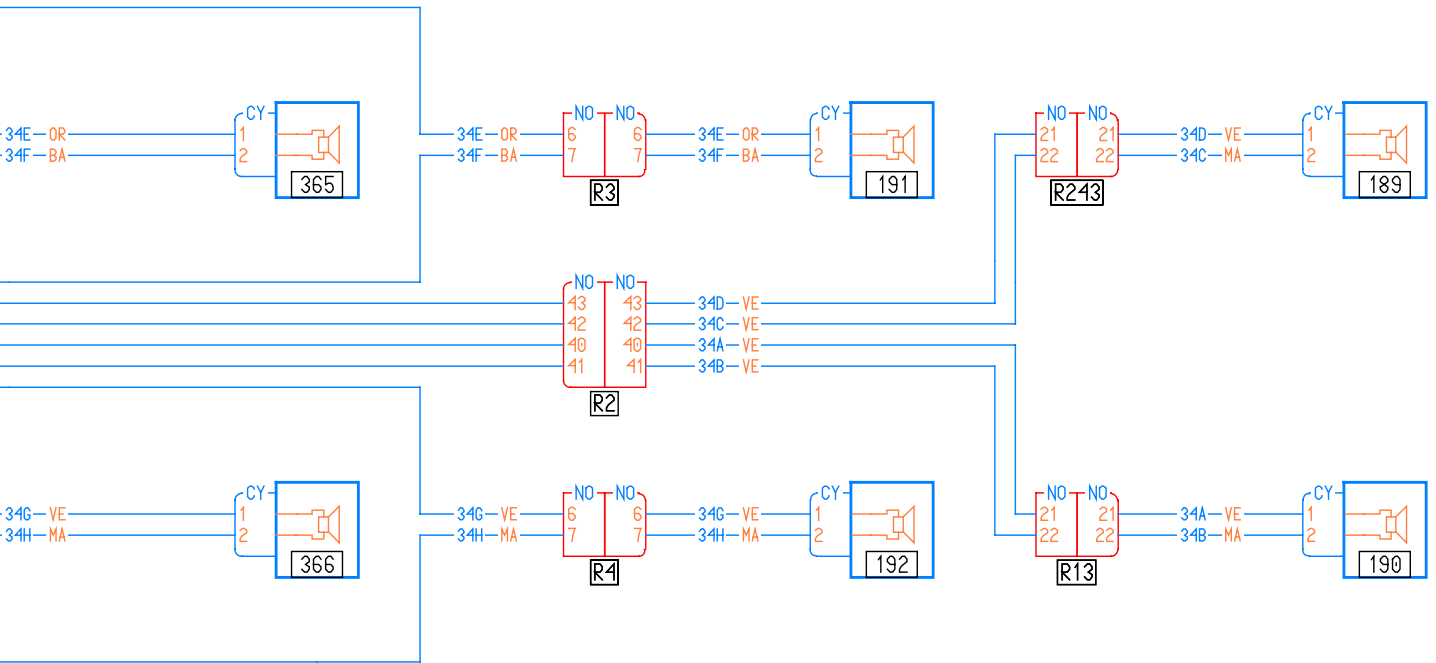 CY NO NO CY NO NO CY
34E OR 1 34E OR 6 6 34E OR 1 21 21 34D VE 1
34F BA 2 34F BA 7 7 34F BA 2 22 22 34C MA 2
365 R3 191 R243 189
NO NO
43 43 34D VE
42 42 34C VE
40 40 34A VE
41 41 34B VE
R2
CY NO NO CY NO NO CY
34G VE 1 34G VE 6 6 34G VE 1 21 21 34A VE 1
34H MA 2 34H MA 7 7 34H MA 2 22 22 34B MA 2
366 R4 192 R13 190